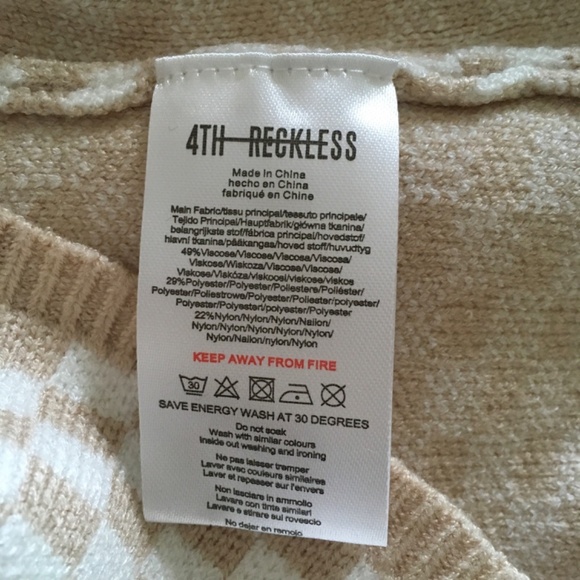 4TH RECKLESS
Made In China
hecho en China
fabriqué en Chine
Main Fabric/tissu principal/tessuto principale/
Tejido Principal/Hauptfabrik/główna tkanina/
belangrijkste stof/fábrica principal/hovedstof/
hlavní tkanina/pääkangas/hoved stoff/huvudtyg
49%Viscose/Viscosa/Viscosa/Viscosa/
Viskose/Wiskoza/Viscose/Viscosa/
Viskose/Viskóza/viskoosi/viskose/viskos
29%Polyester/Polyester/Poliestere/Poliéster/
Polyester/Poliestrowe/Polyester/Poliester/polyester/
Polyester/Polyesteri/polyester/Polyester
22%Nylon/Nylon/Nylon/Nailon/
Nylon/Nylon/Nylon/Nylon/Nylon/
Nylon/Nailon/nylon/Nylon
KEEP AWAY FROM FIRE
30
SAVE ENERGY WASH AT 30 DEGREES
Do not soak
Wash with similar colours
Inside out washing and ironing
Ne pas laisser tremper
Laver avec couleurs similaires
Laver et repasser sur l'envers
Non lasciare in ammollo
Lavare con tinte similari
Lavare e stirare sul rovescio
No dejar en remojo